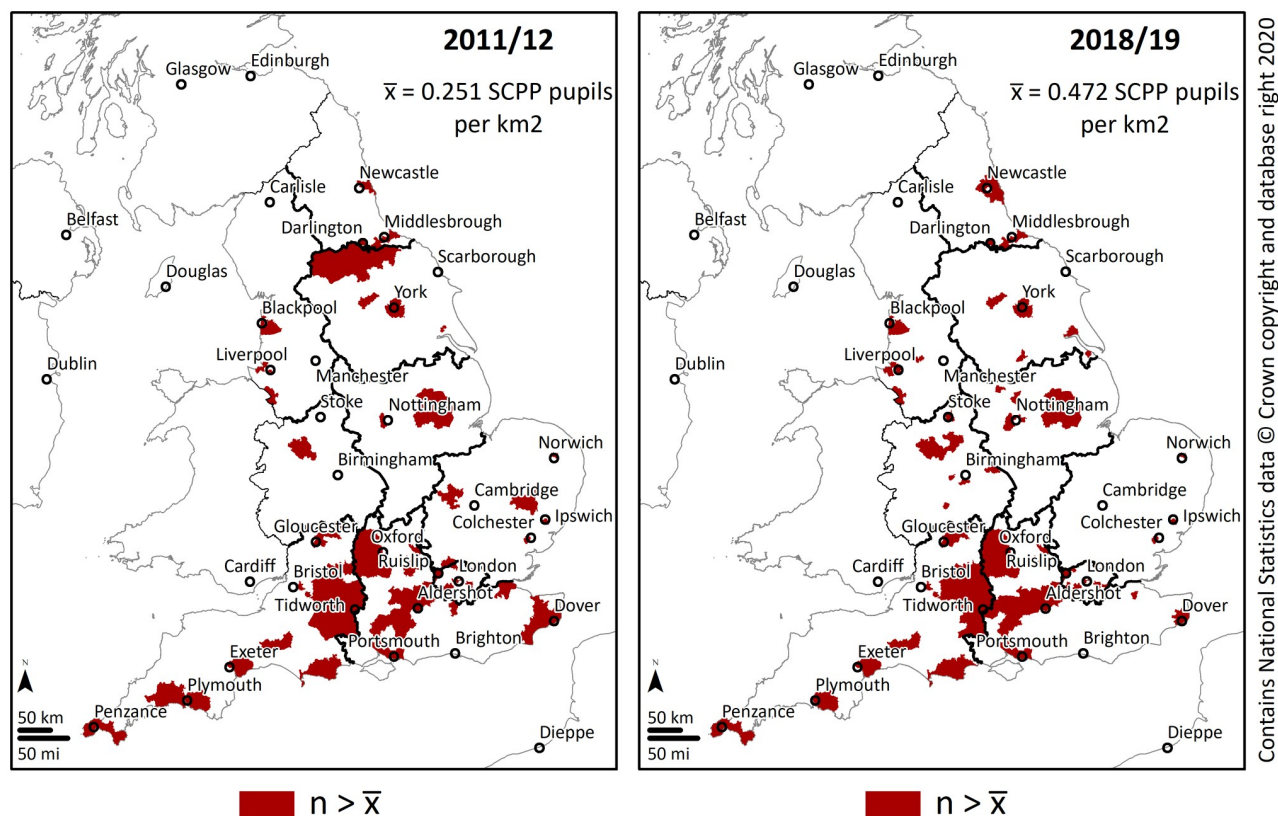 2011/12
x̄ = 0.251 SCPP pupils
per km2
Edinburgh
Glasgow
Newcastle
Carlisle
Belfast
Middlesbrough
Darlington
Scarborough
Douglas
York
Blackpool
Liverpool
Dublin
Manchester
Stoke
Nottingham
Norwich
Birmingham
Cambridge
Colchester
Ipswich
Gloucester
Oxford
Ruislip
Cardiff
London
Bristol
Tidworth
Aldershot
Dover
Portsmouth
Brighton
Exeter
N
Plymouth
Penzance
50 km
50 mi
Dieppe
n > x̄
2018/19
x̄ = 0.472 SCPP pupils
per km2
Edinburgh
Glasgow
Newcastle
Carlisle
Belfast
Middlesbrough
Darlington
Scarborough
Douglas
York
Blackpool
Liverpool
Dublin
Manchester
Stoke
Nottingham
Norwich
Birmingham
Cambridge
Colchester
Ipswich
Gloucester
Oxford
Ruislip
Cardiff
London
Bristol
Tidworth
Aldershot
Dover
Portsmouth
Brighton
Exeter
N
Plymouth
Penzance
50 km
50 mi
Dieppe
n > x̄
Contains National Statistics data © Crown copyright and database right 2020